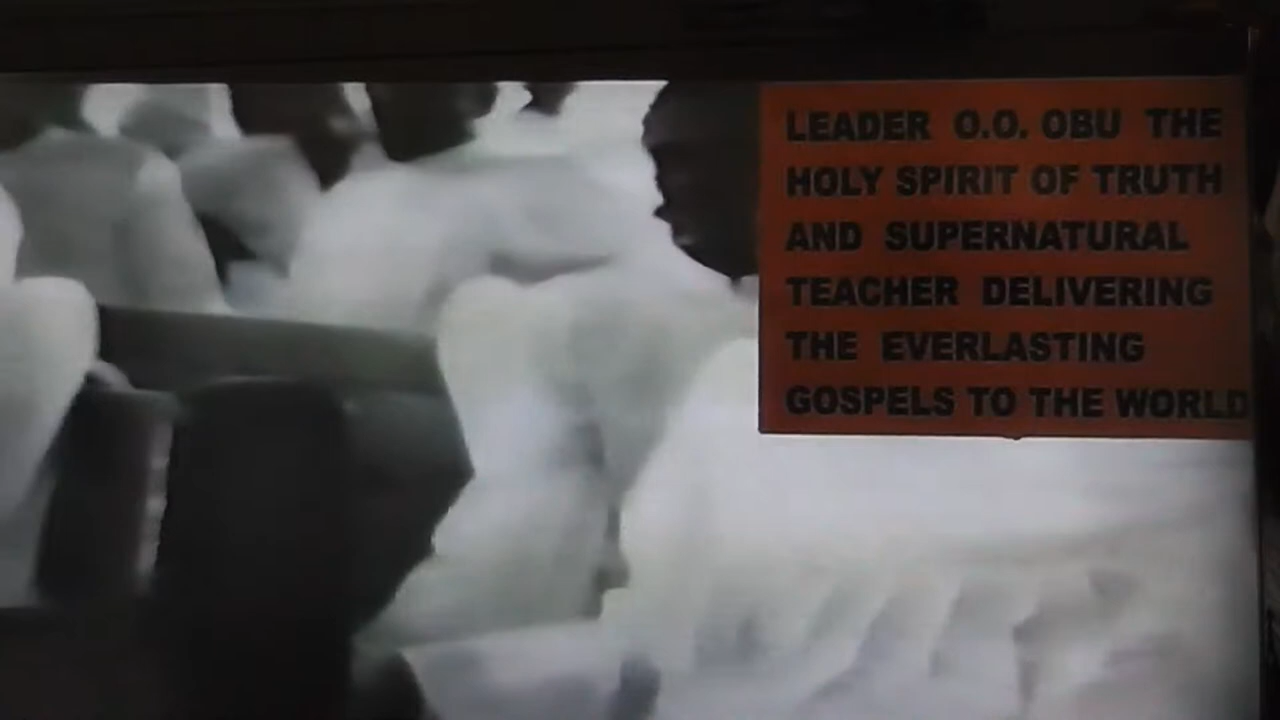 LEADER O.O. OBU THE
HOLY SPIRIT OF TRUTH
AND SUPERNATURAL
TEACHER DELIVERING
THE EVERLASTING
GOSPELS TO THE WORLD